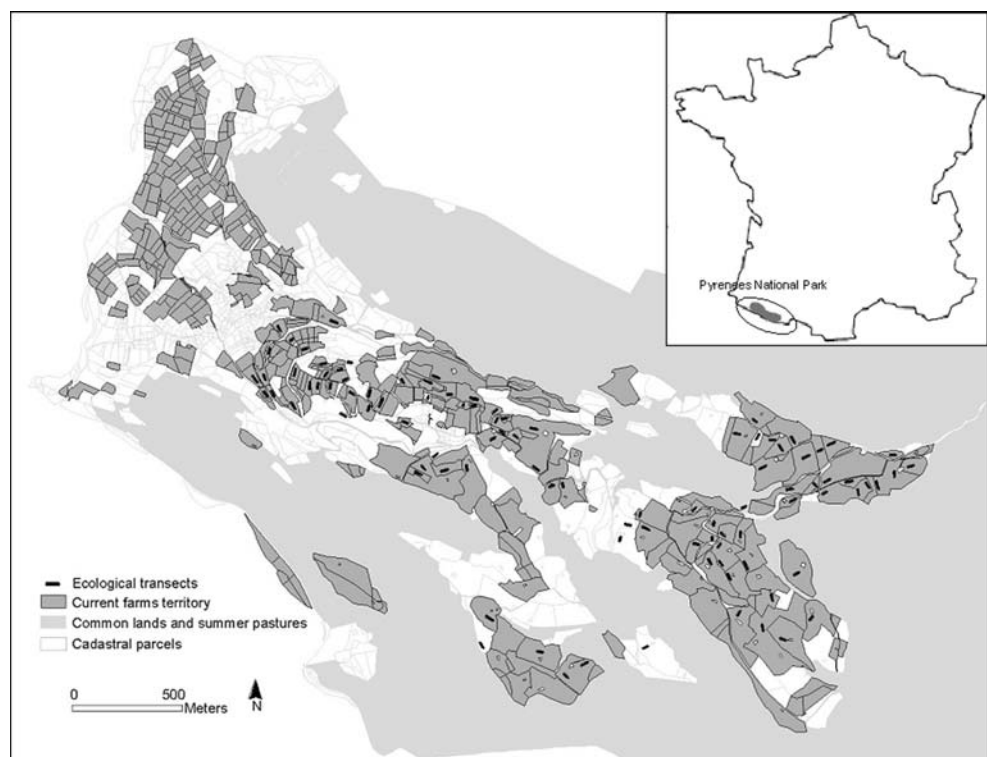 Pyrenees National Park
Ecological transects
Current farms territory
Common lands and summer pastures
Cadastral parcels
0 500
Meters
N